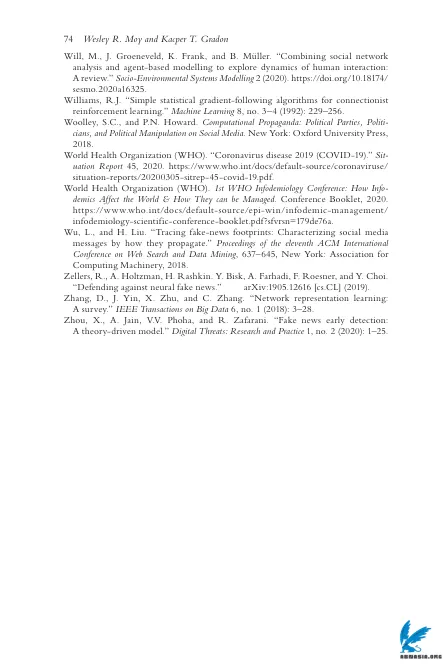 74 Wesley R. Moy and Kacper T. Gradon
Will, M., J. Groeneveld, K. Frank, and B. Müller. “Combining social network
analysis and agent-based modelling to explore dynamics of human interaction:
A review.” Socio-Environmental Systems Modelling 2 (2020). https://doi.org/10.18174/
sesmo.2020a16325.
Williams, R.J. “Simple statistical gradient-following algorithms for connectionist
reinforcement learning.” Machine Learning 8, no. 3–4 (1992): 229–256.
Woolley, S.C., and P.N. Howard. Computational Propaganda: Political Parties, Politi-
cians, and Political Manipulation on Social Media. New York: Oxford University Press,
2018.
World Health Organization (WHO). “Coronavirus disease 2019 (COVID-19).” Sit-
uation Report 45, 2020. https://www.who.int/docs/default-source/coronaviruse/
situation-reports/20200305-sitrep-45-covid-19.pdf.
World Health Organization (WHO). 1st WHO Infodemiology Conference: How Info-
demics Affect the World & How They can be Managed. Conference Booklet, 2020.
https://www.who.int/docs/default-source/epi-win/infodemic-management/
infodemiology-scientific-conference-booklet.pdf?sfvrsn=179de76a.
Wu, L., and H. Liu. “Tracing fake-news footprints: Characterizing social media
messages by how they propagate.” Proceedings of the eleventh ACM International
Conference on Web Search and Data Mining, 637–645, New York: Association for
Computing Machinery, 2018.
Zellers, R., A. Holtzman, H. Rashkin. Y. Bisk, A. Farhadi, F. Roesner, and Y. Choi.
“Defending against neural fake news.” arXiv:1905.12616 [cs.CL] (2019).
Zhang, D., J. Yin, X. Zhu, and C. Zhang. “Network representation learning:
A survey.” IEEE Transactions on Big Data 6, no. 1 (2018): 3–28.
Zhou, X., A. Jain, V.V. Phoha, and R. Zafarani. “Fake news early detection:
A theory-driven model.” Digital Threats: Research and Practice 1, no. 2 (2020): 1–25.